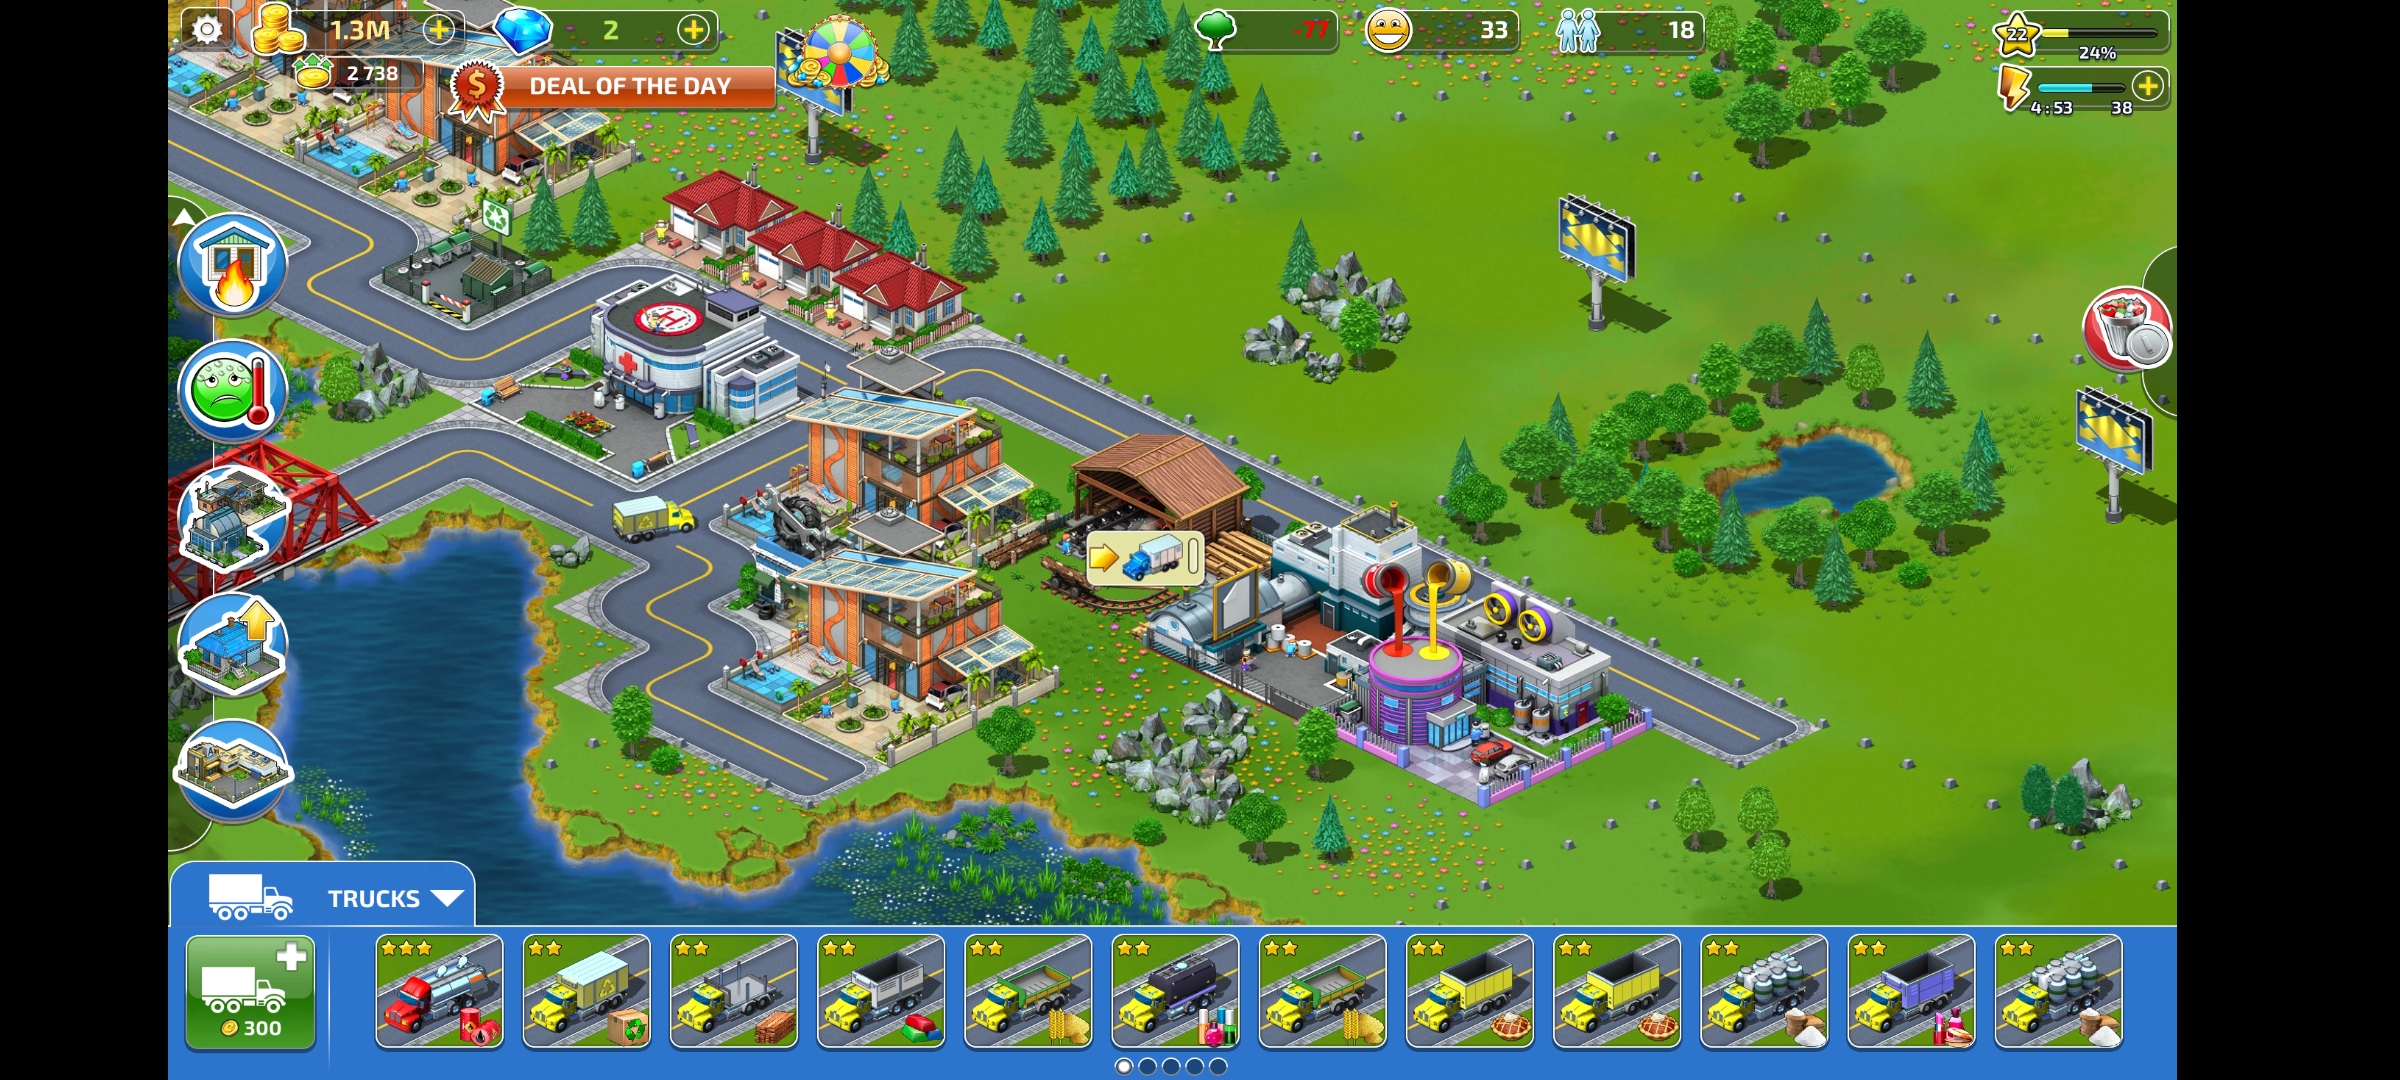 1.3M
2
-77
33
18
22
24%
2 738
DEAL OF THE DAY
4:53
38
H
TRUCKS
300